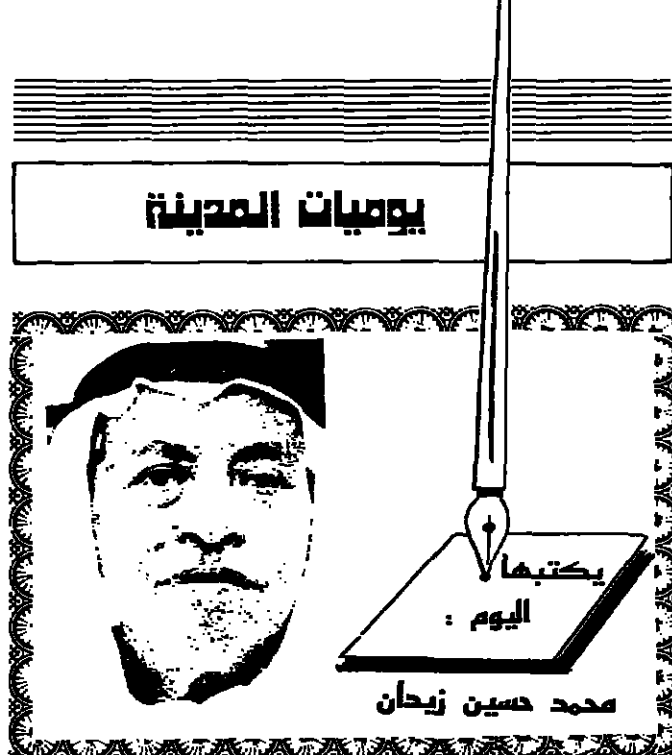 يوميات المدينة
يكتبها
اليوم :
محمد حسين زيدان